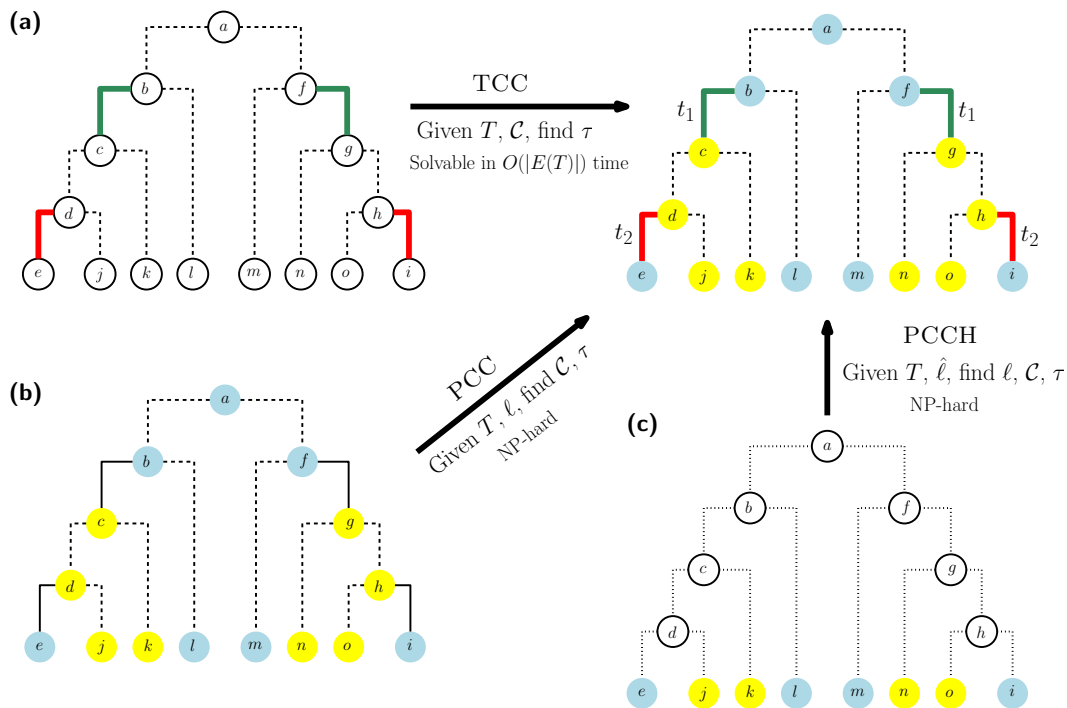 (a)
a
b
f
c
g
d
h
e
j
k
l
m
n
o
i
TCC
Given T, 𝒞, find τ
Solvable in O(|E(T)|) time
a
b
f
t₁
t₁
c
g
d
h
t₂
t₂
e
j
k
l
m
n
o
i
(b)
a
b
f
c
g
d
h
e
j
k
l
m
n
o
i
PCC
Given T, ℓ, find 𝒞, τ
NP-hard
PCCH
Given T, ℓ̂, find ℓ, 𝒞, τ
NP-hard
(c)
a
b
f
c
g
d
h
e
j
k
l
m
n
o
i